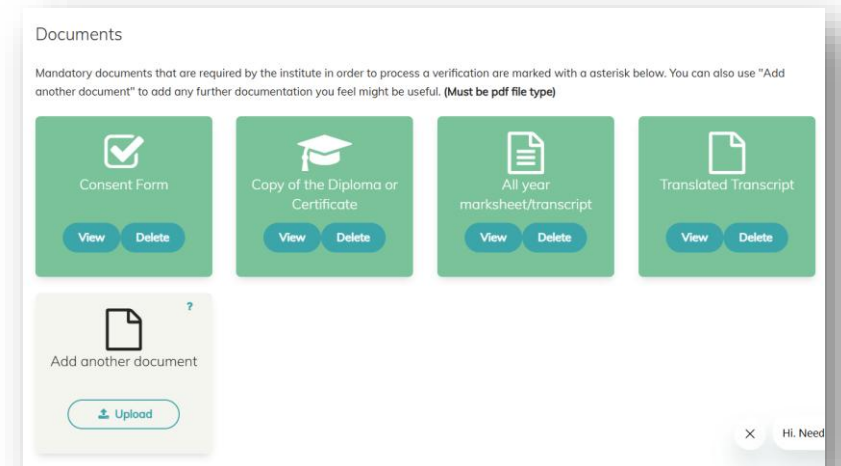 Documents
Mandatory documents that are required by the institute in order to process a verification are marked with a asterisk below. You can also use "Add
another document" to add any further documentation you feel might be useful. (Must be pdf file type)
Consent Form
View Delete
Copy of the Diploma or
Certificate
View Delete
All year
marksheet/transcript
View Delete
Translated Transcript
View Delete
?
Add another document
Upload
Hi. Need